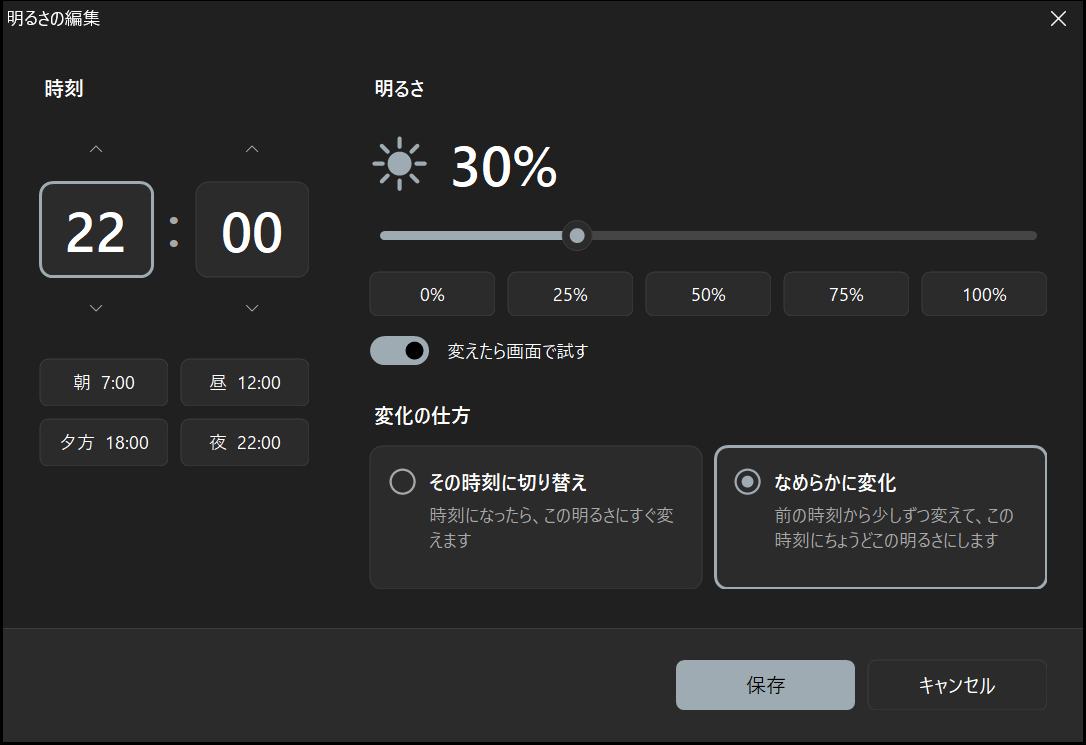 明るさの編集
時刻
22 : 00
朝 7:00
昼 12:00
夕方 18:00
夜 22:00
明るさ
30%
0%
25%
50%
75%
100%
変えたら画面で試す
変化の仕方
その時刻に切り替え
時刻になったら、この明るさにすぐ変
えます
なめらかに変化
前の時刻から少しずつ変えて、この
時刻にちょうどこの明るさにします
保存
キャンセル